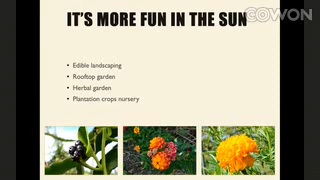 COWON
IT'S MORE FUN IN THE SUN
• Edible landscaping
• Rooftop garden
• Herbal garden
• Plantation crops nursery